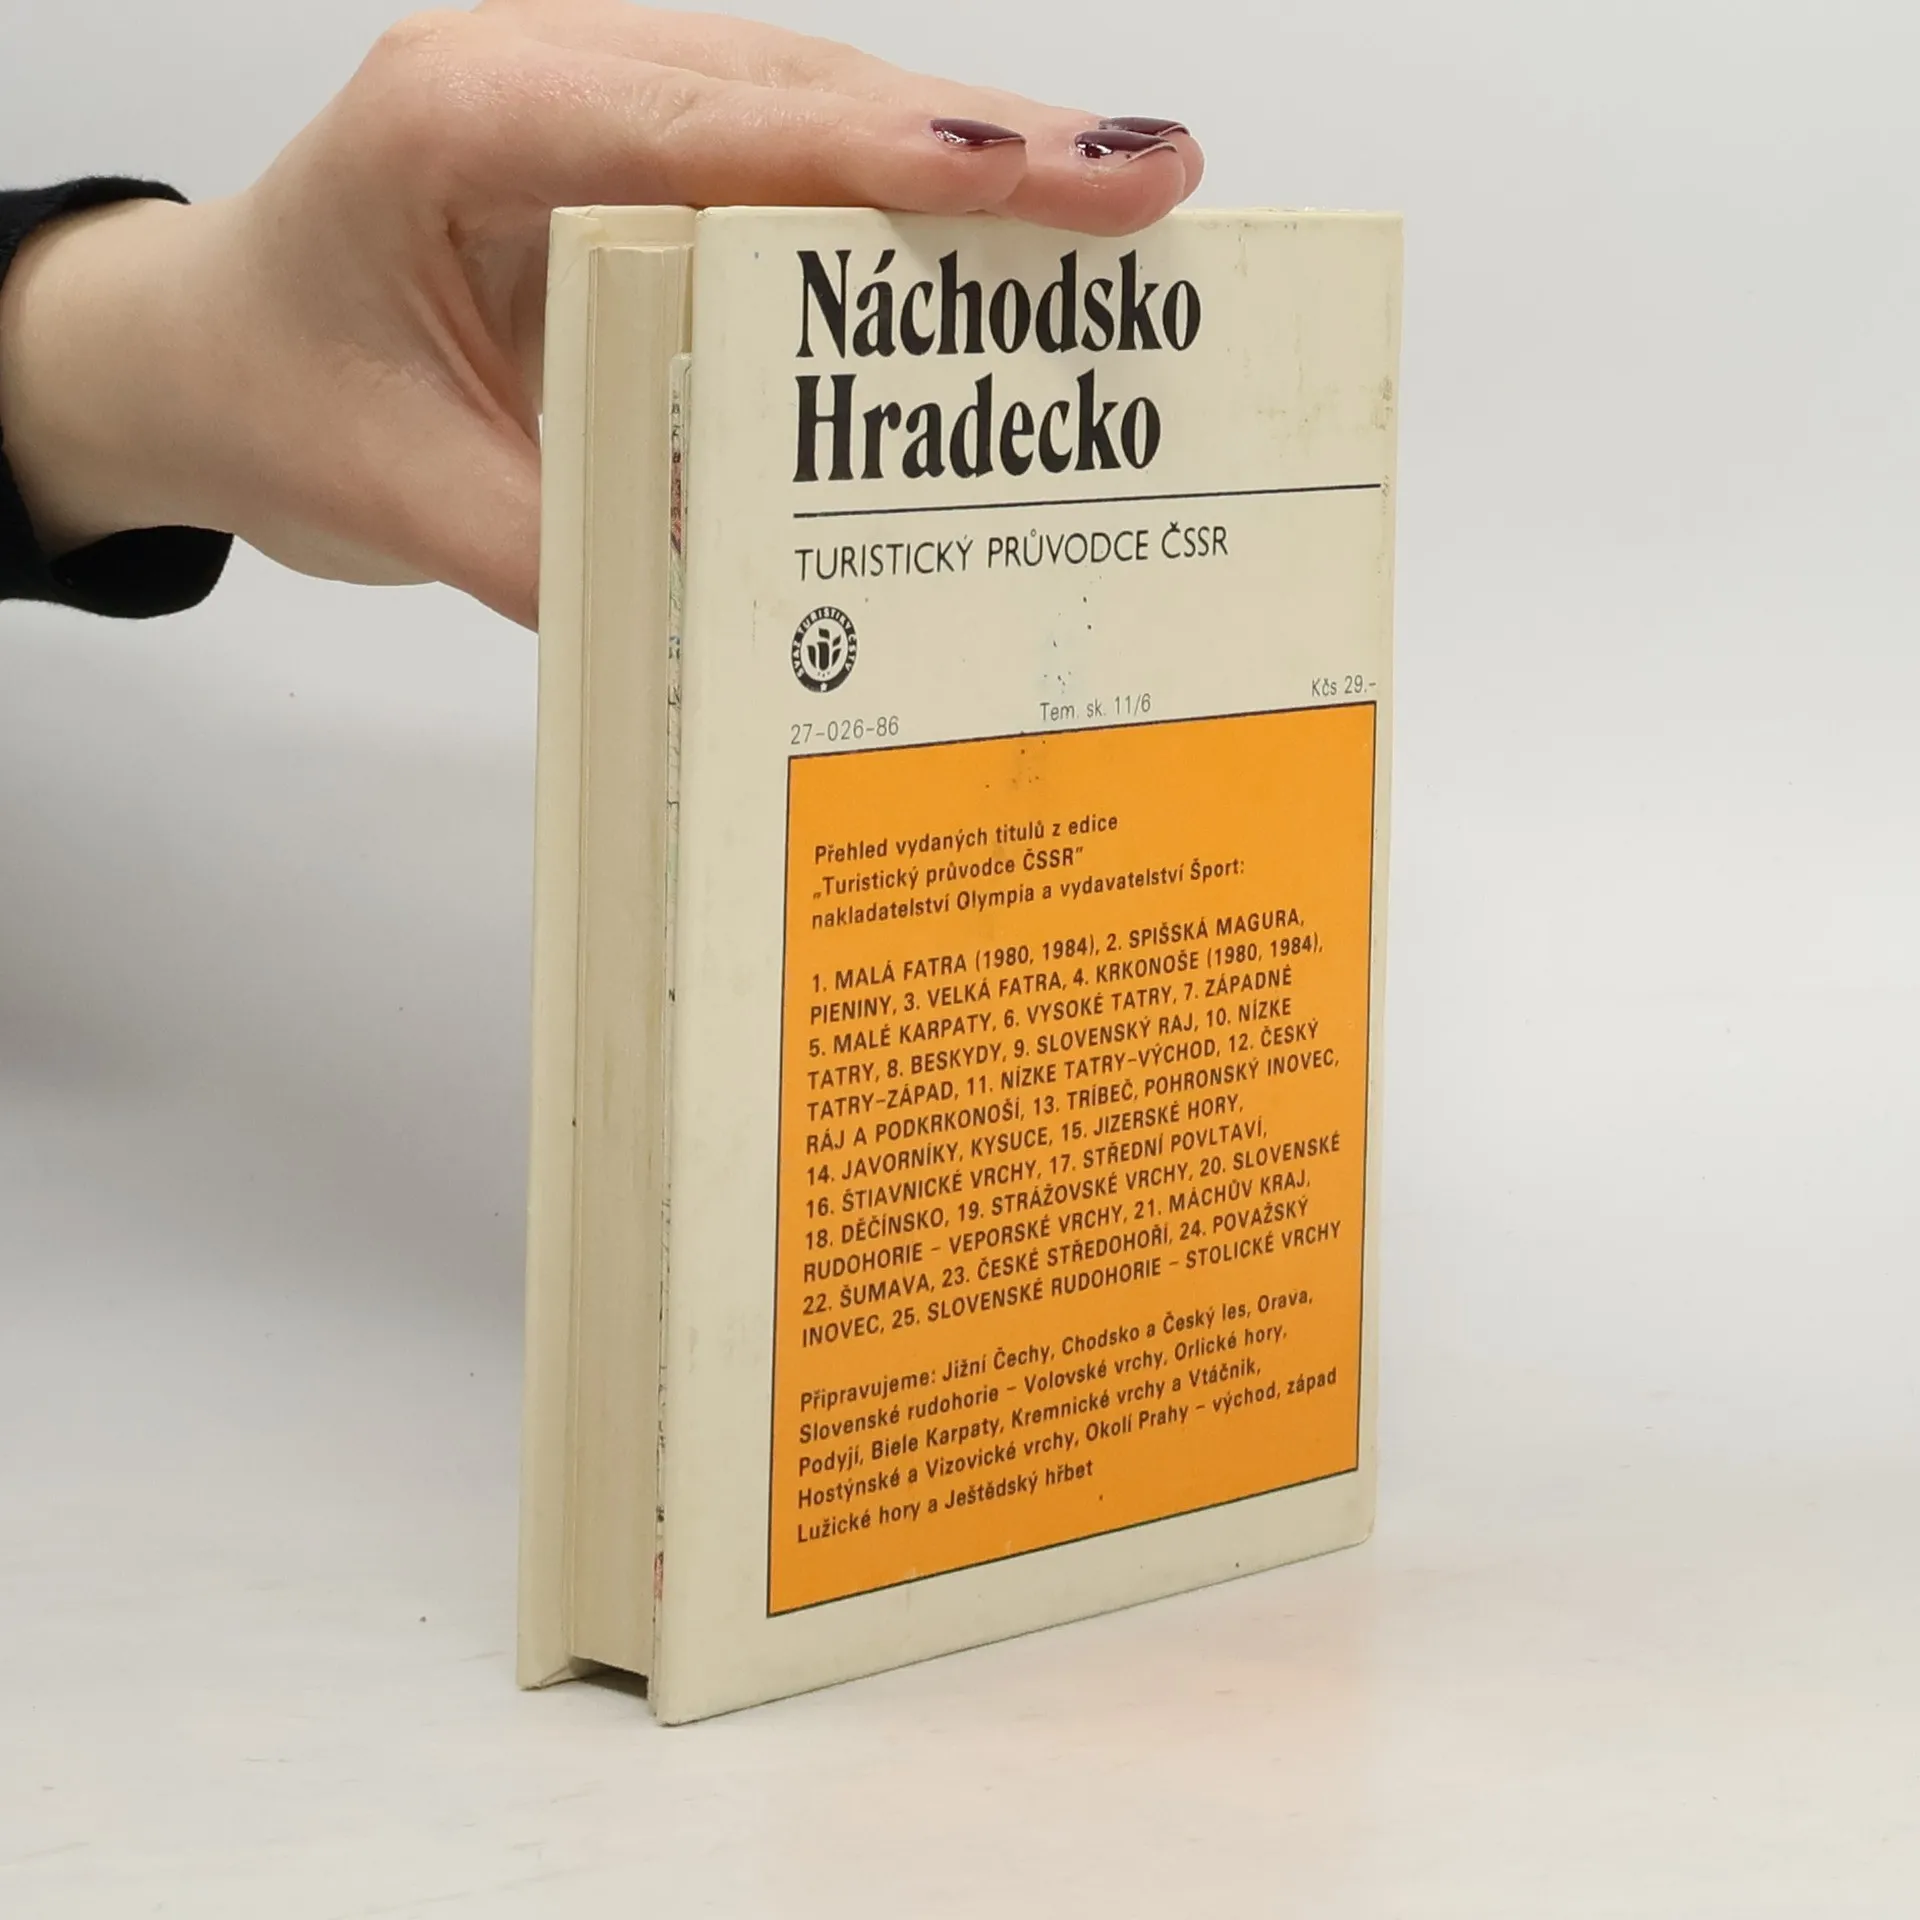 Náchodsko
Hradecko
TURISTICKÝ PRŮVODCE ČSSR
SVAZ TURISTIKY ČSTV
27-026-86
Tem. sk. 11/6
Kčs 29.-
Přehled vydaných titulů z edice
„Turistický průvodce ČSSR"
nakladatelství Olympia a vydavatelství Šport:
1. MALÁ FATRA (1980, 1984), 2. SPIŠSKÁ MAGURA,
PIENINY, 3. VELKÁ FATRA, 4. KRKONOŠE (1980, 1984),
5. MALÉ KARPATY, 6. VYSOKÉ TATRY, 7. ZÁPADNÉ
TATRY, 8. BESKYDY, 9. SLOVENSKÝ RAJ, 10. NÍZKE
TATRY-ZÁPAD, 11. NÍZKE TATRY-VÝCHOD, 12. ČESKÝ
RÁJ A PODKRKONOŠÍ, 13. TRÍBEČ, POHRONSKÝ INOVEC,
14. JAVORNÍKY, KYSUCE, 15. JIZERSKÉ HORY,
16. ŠTIAVNICKÉ VRCHY, 17. STŘEDNÍ POVLTAVÍ,
18. DĚČÍNSKO, 19. STRÁŽOVSKÉ VRCHY, 20. SLOVENSKÉ
RUDOHORIE - VEPORSKÉ VRCHY, 21. MÁCHŮV KRAJ,
22. ŠUMAVA, 23. ČESKÉ STŘEDOHOŘÍ, 24. POVAŽSKÝ
INOVEC, 25. SLOVENSKÉ RUDOHORIE - STOLICKÉ VRCHY
Připravujeme: Jižní Čechy, Chodsko a Český les, Orava,
Slovenské rudohorie - Volovské vrchy, Orlické hory,
Podyjí, Biele Karpaty, Kremnické vrchy a Vtáčnik,
Hostýnské a Vizovické vrchy, Okolí Prahy - východ, západ
Lužické hory a Ještědský hřbet